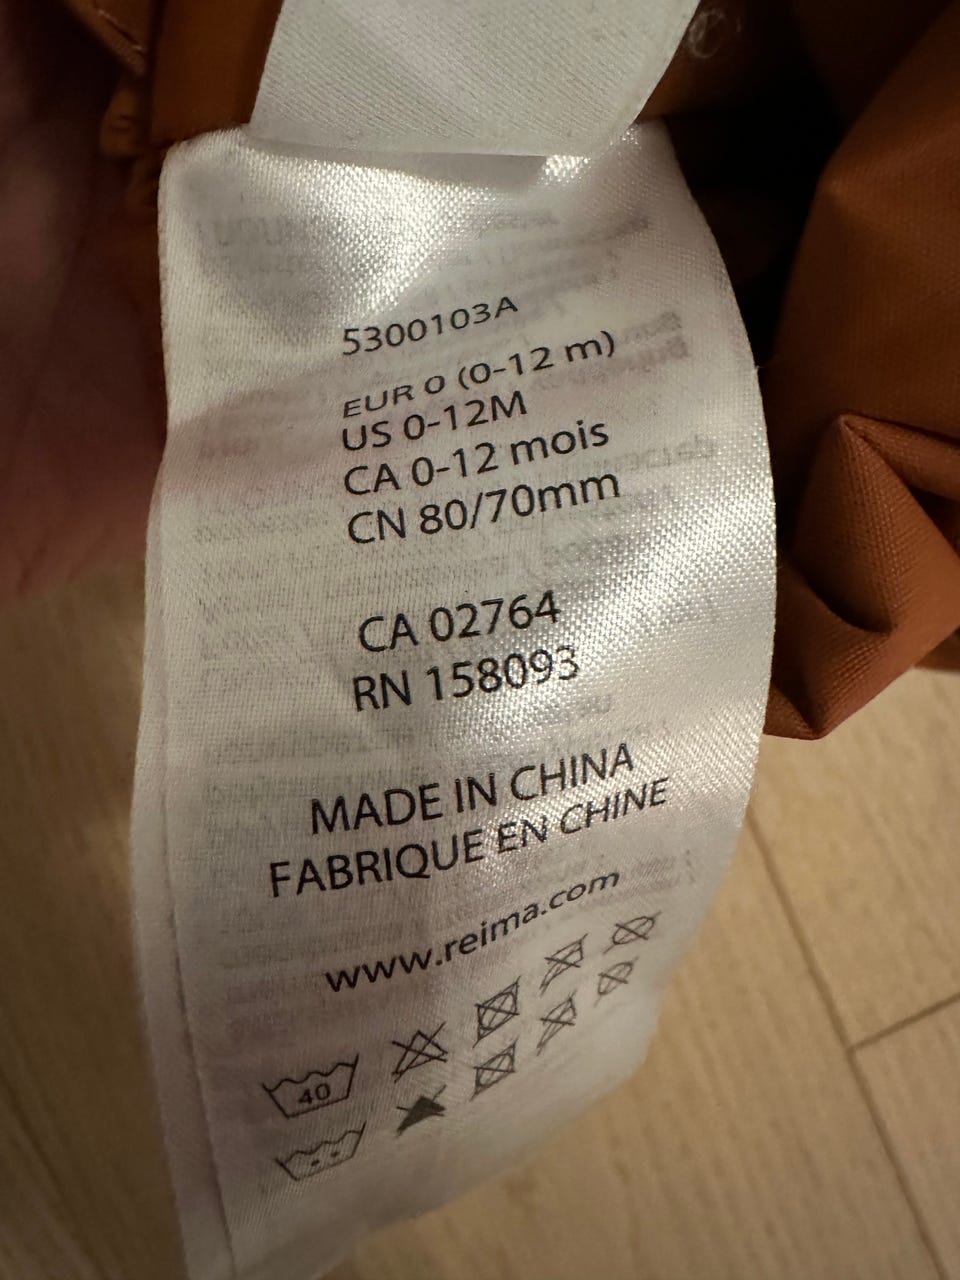 5300103A
EUR 0 (0-12 m)
US 0-12M
CA 0-12 mois
CN 80/70mm
CA 02764
RN 158093
MADE IN CHINA
FABRIQUE EN CHINE
www.reima.com
40